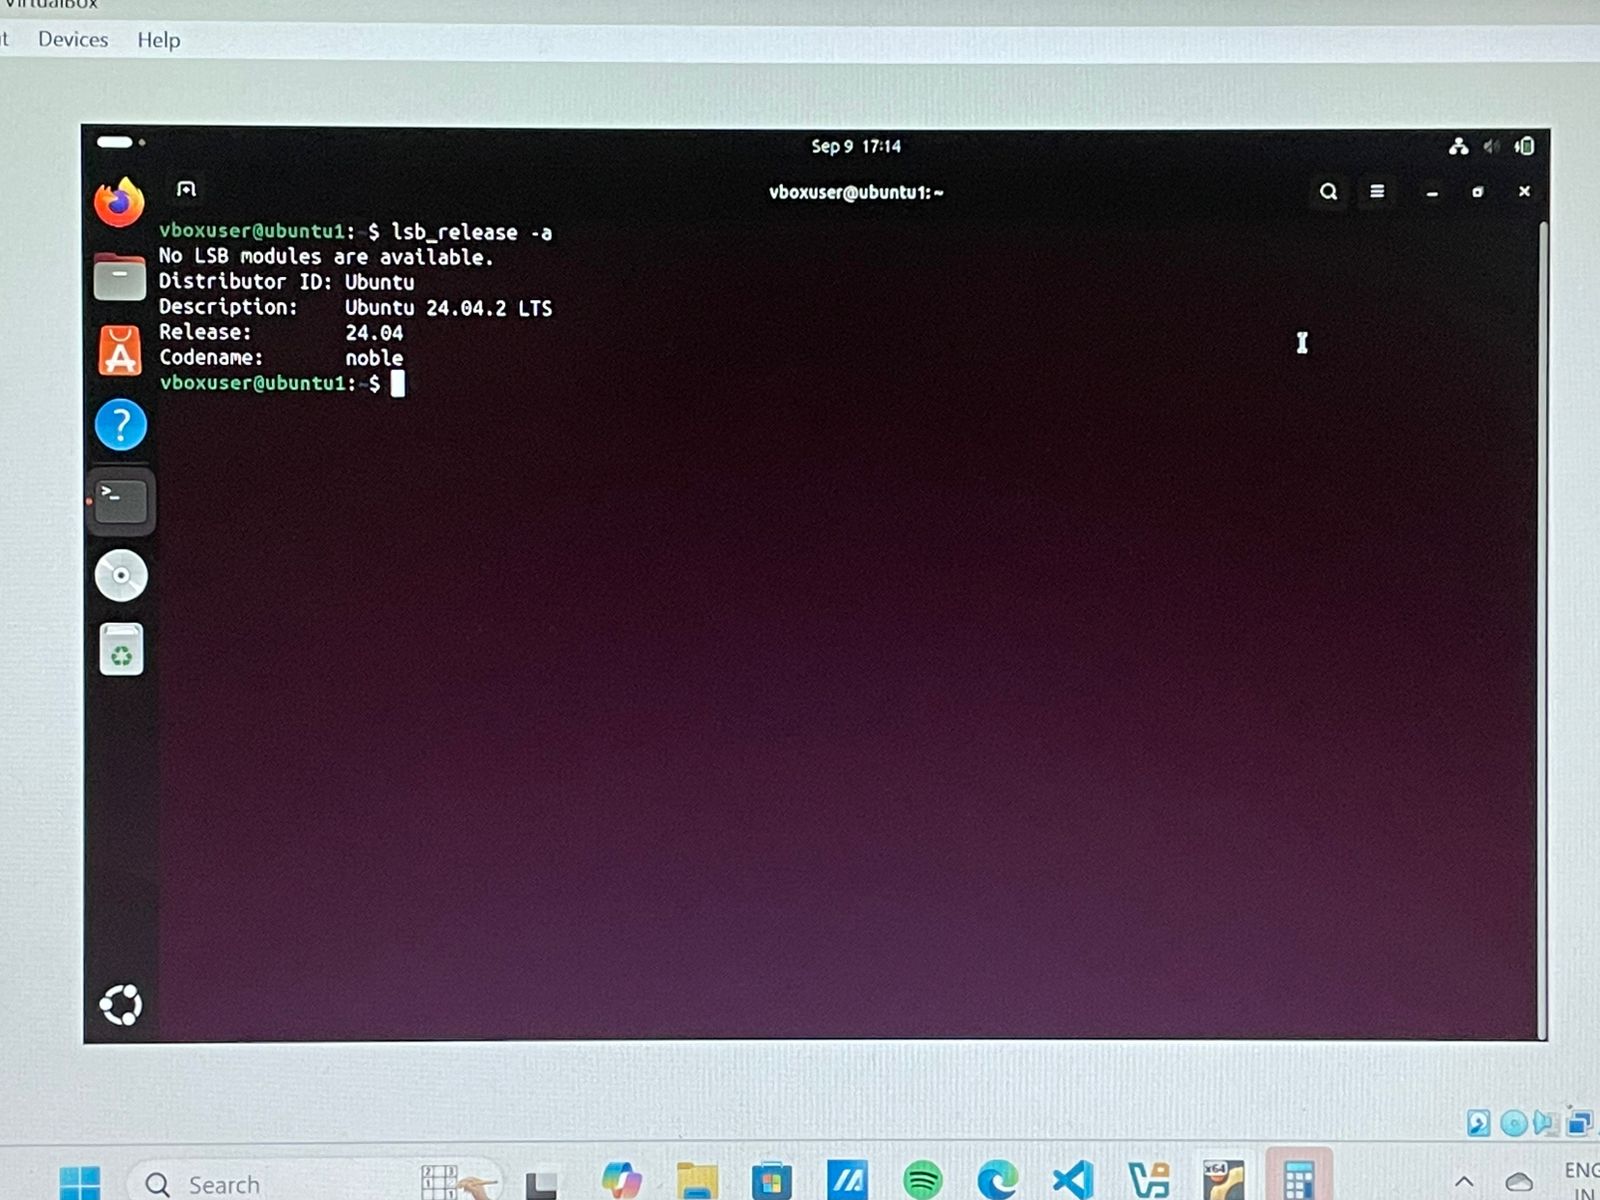 VirtualBox
Devices Help
Sep 9 17:14
vboxuser@ubuntu1: ~
vboxuser@ubuntu1:~$ lsb_release -a
No LSB modules are available.
Distributor ID: Ubuntu
Description: Ubuntu 24.04.2 LTS
Release: 24.04
Codename: noble
vboxuser@ubuntu1:~$
Search
x64
ENG